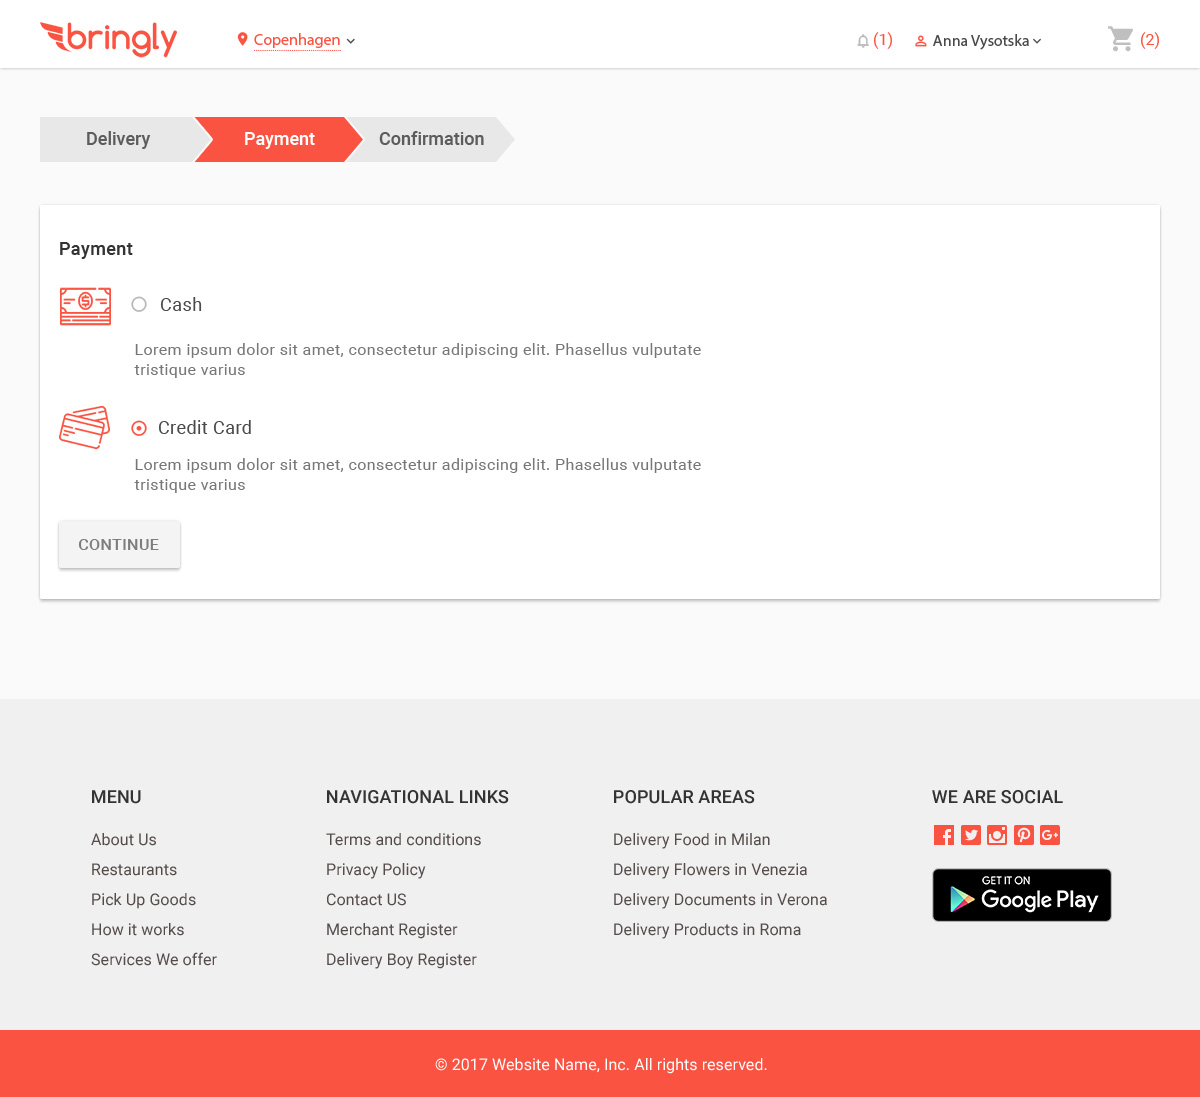 bringly
Copenhagen
(1)
Anna Vysotska
(2)
Delivery
Payment
Confirmation
Payment
Cash
Lorem ipsum dolor sit amet, consectetur adipiscing elit. Phasellus vulputate
tristique varius
Credit Card
Lorem ipsum dolor sit amet, consectetur adipiscing elit. Phasellus vulputate
tristique varius
CONTINUE
MENU
About Us
Restaurants
Pick Up Goods
How it works
Services We offer
NAVIGATIONAL LINKS
Terms and conditions
Privacy Policy
Contact US
Merchant Register
Delivery Boy Register
POPULAR AREAS
Delivery Food in Milan
Delivery Flowers in Venezia
Delivery Documents in Verona
Delivery Products in Roma
WE ARE SOCIAL
GET IT ON
Google Play
© 2017 Website Name, Inc. All rights reserved.